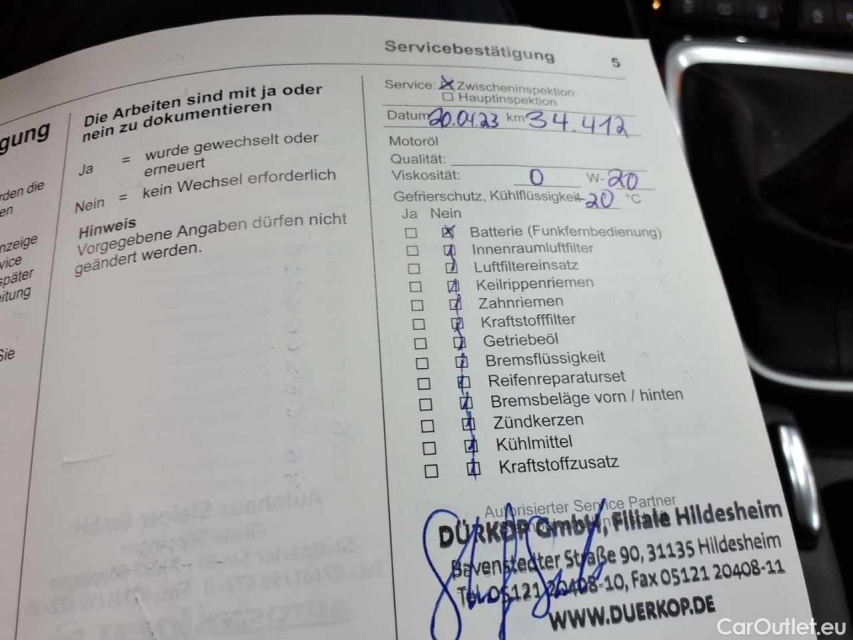 Servicebestätigung 5
gung
rden die
en
nzeige
vice
später
eitung
Sie
Die Arbeiten sind mit ja oder
nein zu dokumentieren
Ja = wurde gewechselt oder
erneuert
Nein = kein Wechsel erforderlich
Hinweis
Vorgegebene Angaben dürfen nicht
geändert werden.
Service: ☒ Zwischeninspektion
☐ Hauptinspektion
Datum 20.01.23 km 34.412
Motoröl
Qualität:
Viskosität: 0 W- 20
Gefrierschutz, Kühlflüssigkeit -20 °C
Ja Nein
Batterie (Funkfernbedienung)
Innenraumluftfilter
Luftfiltereinsatz
Keilrippenriemen
Zahnriemen
Kraftstofffilter
Getriebeöl
Bremsflüssigkeit
Reifenreparaturset
Bremsbeläge vorn / hinten
Zündkerzen
Kühlmittel
Kraftstoffzusatz
Autorisierter Service Partner
DÜRKOP GmbH, Filiale Hildesheim
Bavenstedter Straße 90, 31135 Hildesheim
Tel. 05121 20408-10, Fax 05121 20408-11
WWW.DUERKOP.DE
CarOutlet.eu